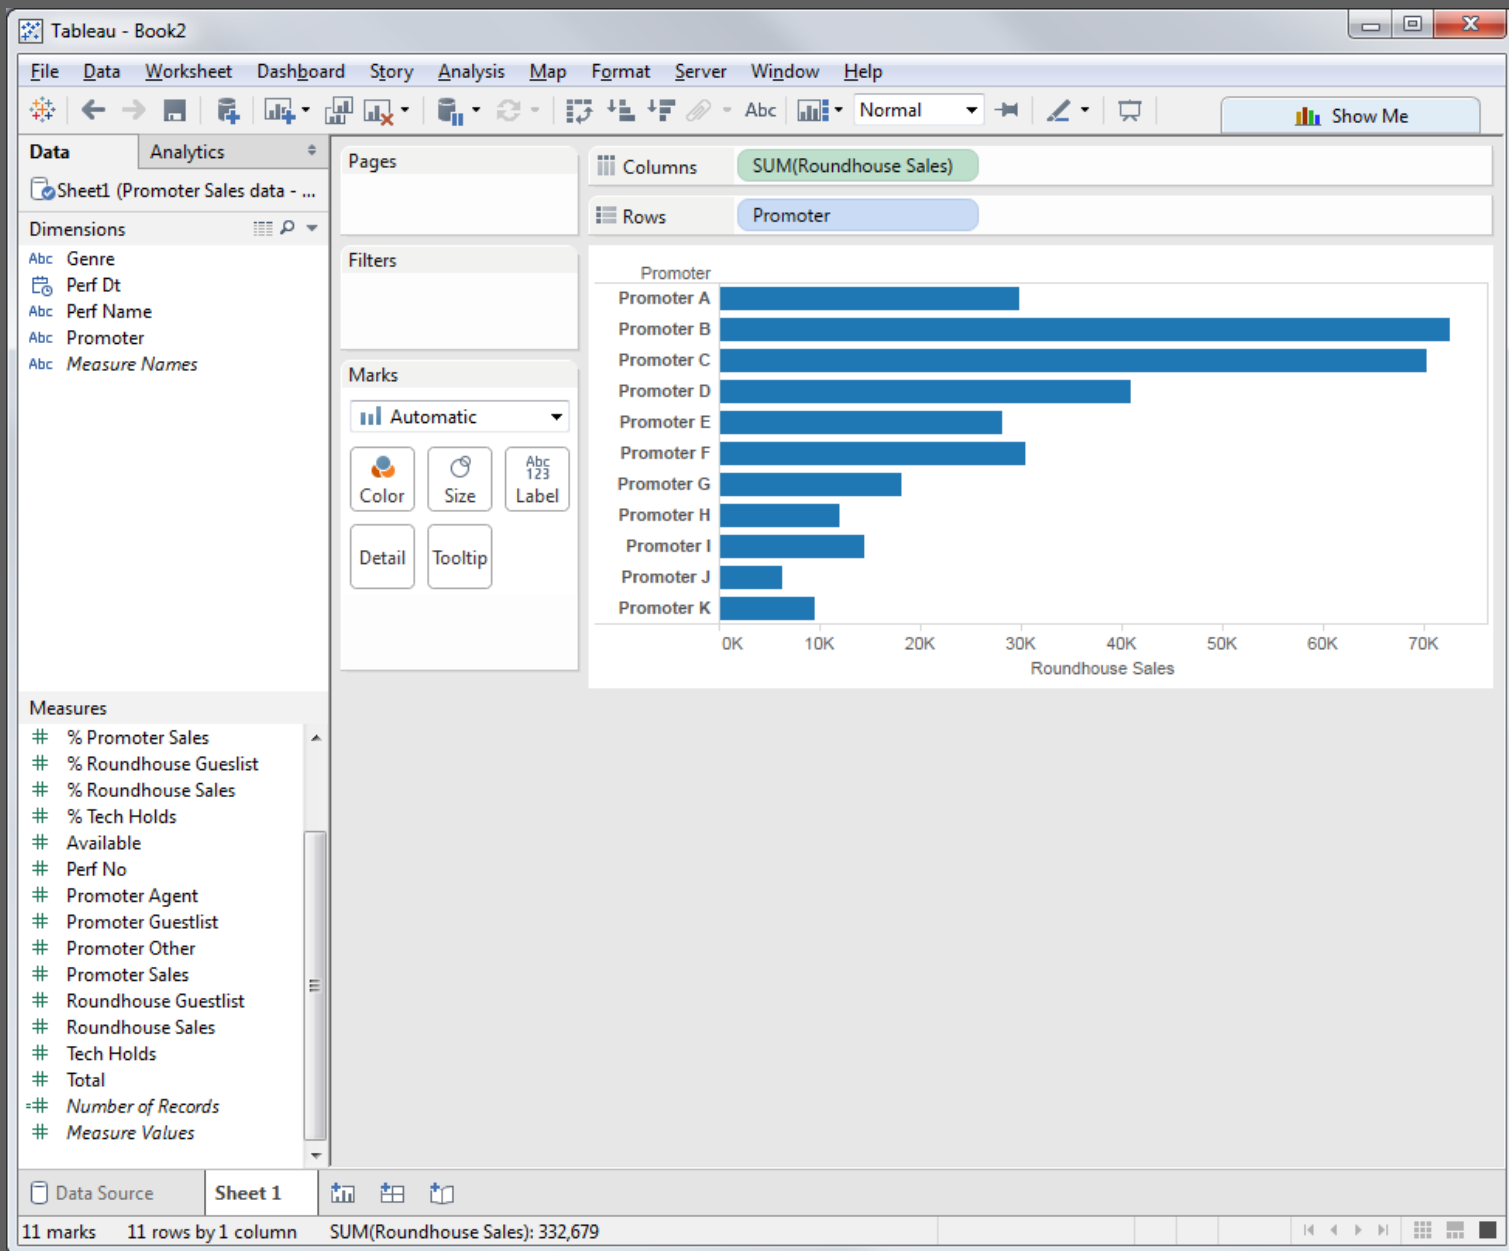 Tableau - Book2
File Data Worksheet Dashboard Story Analysis Map Format Server Window Help
Abc Normal Show Me
Data Analytics
Sheet1 (Promoter Sales data - ...
Dimensions
Abc Genre
Perf Dt
Abc Perf Name
Abc Promoter
Abc Measure Names
Measures
# % Promoter Sales
# % Roundhouse Gueslist
# % Roundhouse Sales
# % Tech Holds
# Available
# Perf No
# Promoter Agent
# Promoter Guestlist
# Promoter Other
# Promoter Sales
# Roundhouse Guestlist
# Roundhouse Sales
# Tech Holds
# Total
=# Number of Records
# Measure Values
Pages
Filters
Marks
Automatic
Color Size Abc 123 Label
Detail Tooltip
Columns SUM(Roundhouse Sales)
Rows Promoter
Promoter
Promoter A
Promoter B
Promoter C
Promoter D
Promoter E
Promoter F
Promoter G
Promoter H
Promoter I
Promoter J
Promoter K
0K 10K 20K 30K 40K 50K 60K 70K
Roundhouse Sales
Data Source Sheet 1
11 marks 11 rows by 1 column SUM(Roundhouse Sales): 332,679